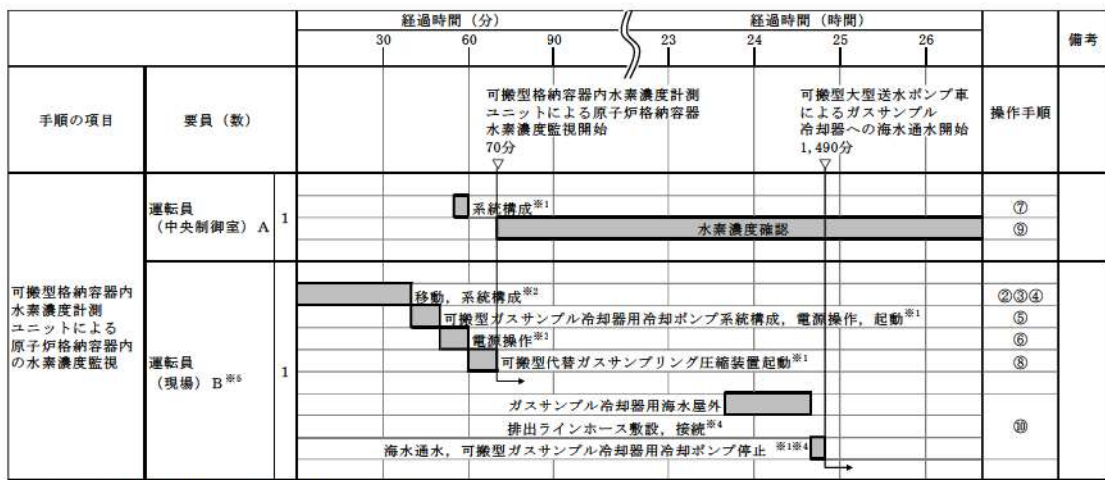 経過時間（分）
経過時間（時間）
備考
30
60
90
23
24
25
26
手順の項目
要員（数）
可搬型格納容器内水素濃度計測
ユニットによる原子炉格納容器
水素濃度監視開始
70分
可搬型大型送水ポンプ車
によるガスサンプル
冷却器への海水通水開始
1,490分
操作手順
可搬型格納容器内
水素濃度計測
ユニットによる
原子炉格納容器内
の水素濃度監視
運転員
（中央制御室）A
1
系統構成※1
⑦
水素濃度確認
⑨
運転員
（現場）B※5
1
移動，系統構成※2
②③④
可搬型ガスサンプル冷却器用冷却ポンプ系統構成，電源操作，起動※1
⑤
電源操作※3
⑥
可搬型代替ガスサンプリング圧縮装置起動※1
⑧
ガスサンプル冷却器用海水屋外
排出ラインホース敷設，接続※4
⑩
海水通水，可搬型ガスサンプル冷却器用冷却ポンプ停止 ※1※4